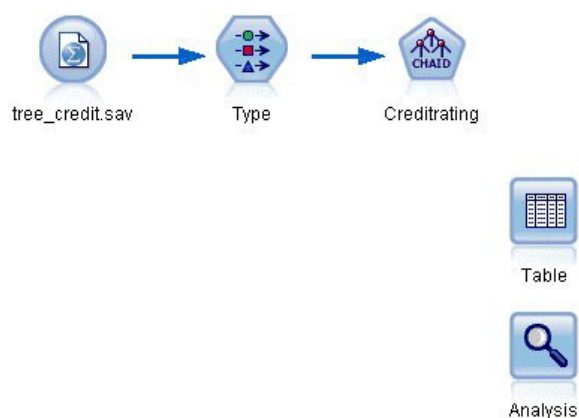 CHAID
tree_credit.sav
Type
Creditrating
Table
Analysis